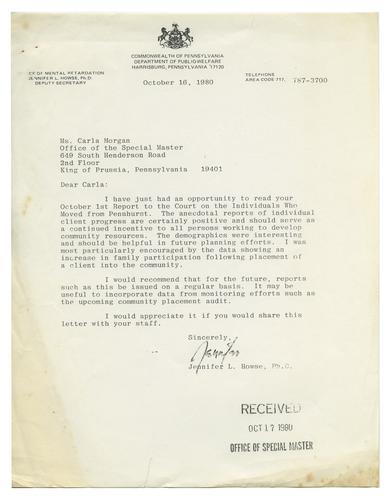 COMMONWEALTH OF PENNSYLVANIA
DEPARTMENT OF PUBLIC WELFARE
HARRISBURG, PENNSYLVANIA 17120
OF MENTAL RETARDATION
JENNIFER L. HOWSE, Ph.D.
DEPUTY SECRETARY
October 16, 1980
TELEPHONE
AREA CODE 717, 787-3700
Ms. Carla Morgan
Office of the Special Master
649 South Henderson Road
2nd Floor
King of Prussia, Pennsylvania 19401
Dear Carla:
I have just had an opportunity to read your
October 1st Report to the Court on the Individuals Who
Moved from Pennhurst. The anecdotal reports of individual
client progress are certainly positive and should serve as
a continued incentive to all persons working to develop
community resources. The demographics were interesting
and should be helpful in future planning efforts. I was
most particularly encouraged by the data showing an
increase in family participation following placement of
a client into the community.
I would recommend that for the future, reports
such as this be issued on a regular basis. It may be
useful to incorporate data from monitoring efforts such as
the upcoming community placement audit.
I would appreciate it if you would share this
letter with your staff.
Sincerely,
Jennifer
Jennifer L. Howse, Ph.D.
RECEIVED
OCT 17 1980
OFFICE OF SPECIAL MASTER